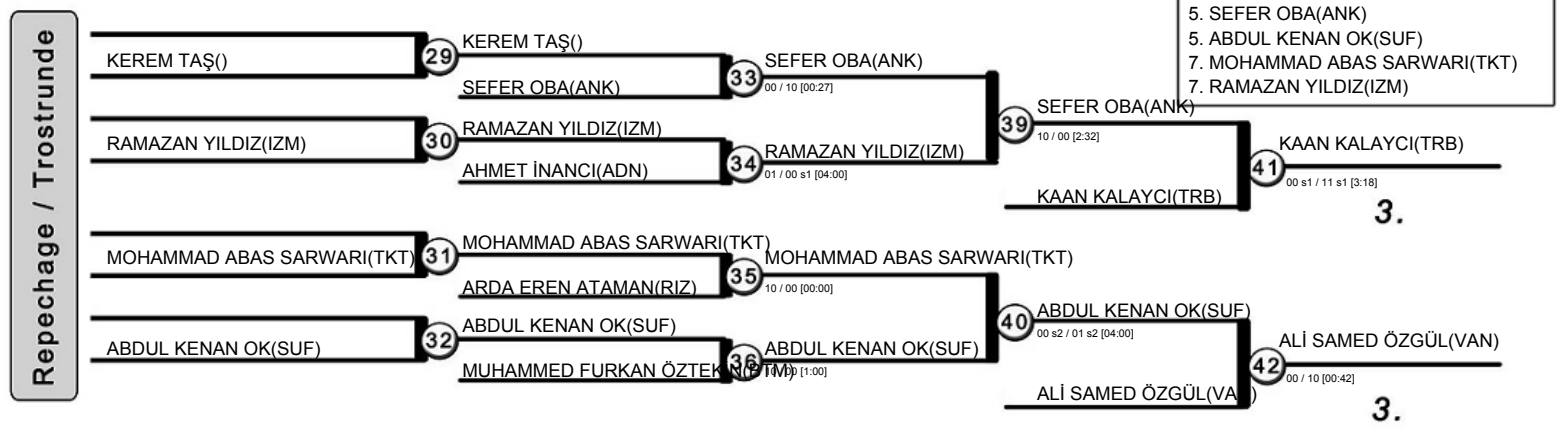 Repechage / Trostrunde
5. SEFER OBA(ANK)
5. ABDUL KENAN OK(SUF)
7. MOHAMMAD ABAS SARWARI(TKT)
7. RAMAZAN YILDIZ(IZM)
KEREM TAŞ()
29
KEREM TAŞ()
SEFER OBA(ANK)
33
SEFER OBA(ANK)
00 / 10 [00:27]
RAMAZAN YILDIZ(IZM)
30
RAMAZAN YILDIZ(IZM)
AHMET İNANCI(ADN)
34
RAMAZAN YILDIZ(IZM)
01 / 00 s1 [04:00]
39
SEFER OBA(ANK)
10 / 00 [2:32]
KAAN KALAYCI(TRB)
41
KAAN KALAYCI(TRB)
00 s1 / 11 s1 [3:18]
3.
MOHAMMAD ABAS SARWARI(TKT)
31
MOHAMMAD ABAS SARWARI(TKT)
ARDA EREN ATAMAN(RIZ)
35
MOHAMMAD ABAS SARWARI(TKT)
10 / 00 [00:00]
ABDUL KENAN OK(SUF)
32
ABDUL KENAN OK(SUF)
MUHAMMED FURKAN ÖZTEKİN(BTM)
36
ABDUL KENAN OK(SUF)
[1:00]
40
ABDUL KENAN OK(SUF)
00 s2 / 01 s2 [04:00]
ALİ SAMED ÖZGÜL(VAN)
42
ALİ SAMED ÖZGÜL(VAN)
00 / 10 [00:42]
3.